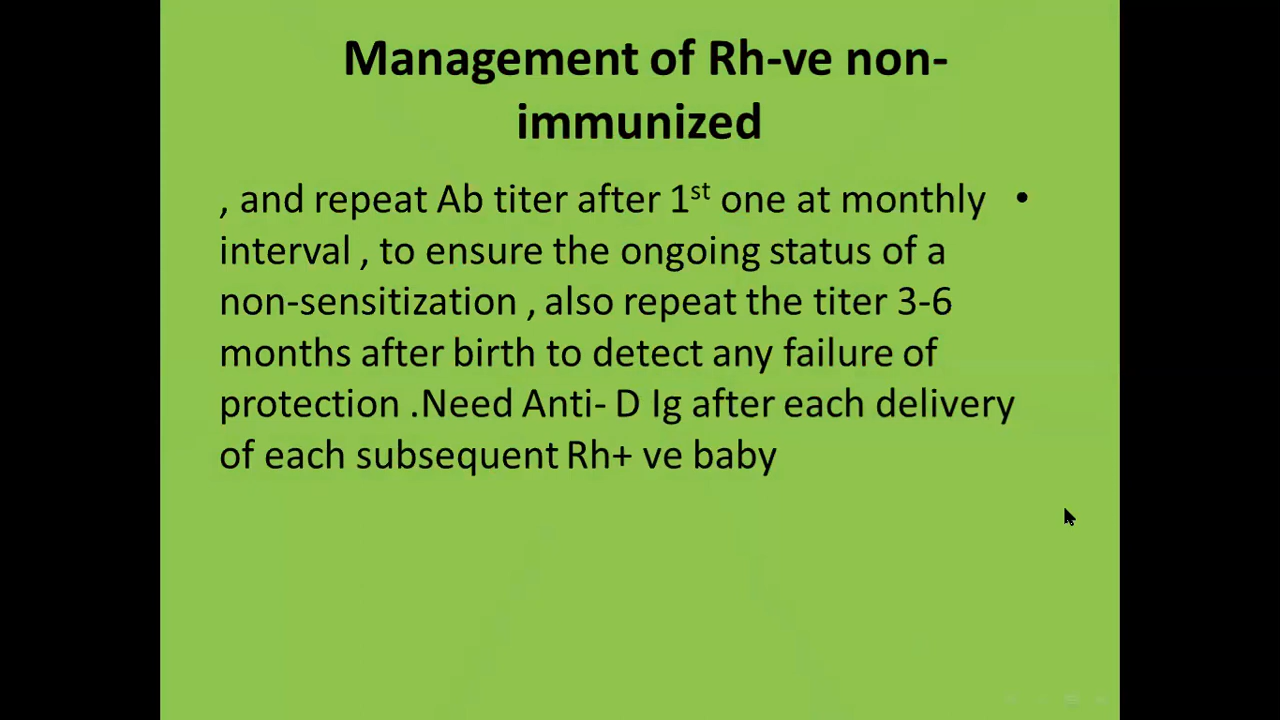 Management of Rh-ve non-
immunized
, and repeat Ab titer after 1st one at monthly •
interval , to ensure the ongoing status of a
non-sensitization , also repeat the titer 3-6
months after birth to detect any failure of
protection .Need Anti- D Ig after each delivery
of each subsequent Rh+ ve baby